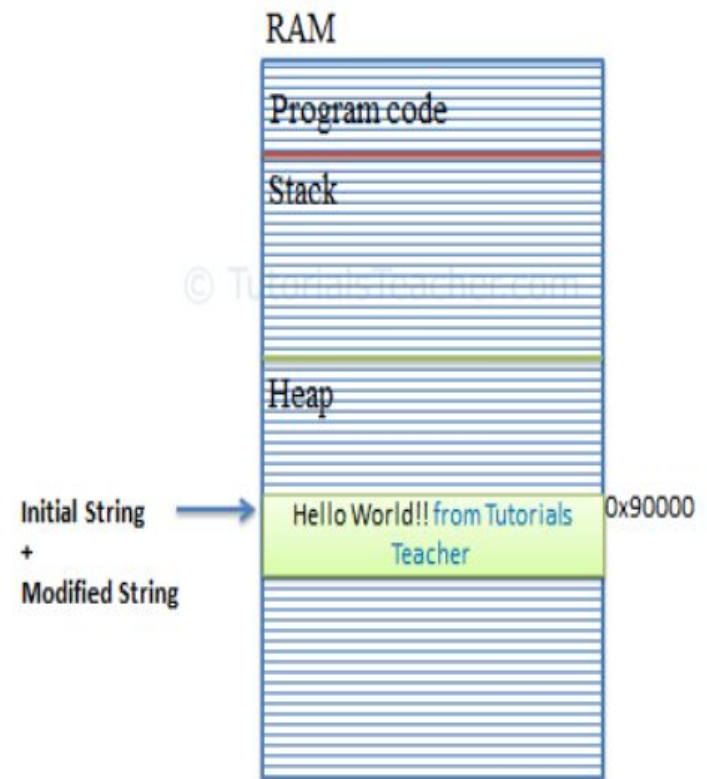 RAM
Program code
Stack
© TutorialsTeacher.com
Heap
Initial String
+
Modified String
Hello World!! from Tutorials
Teacher
0x90000